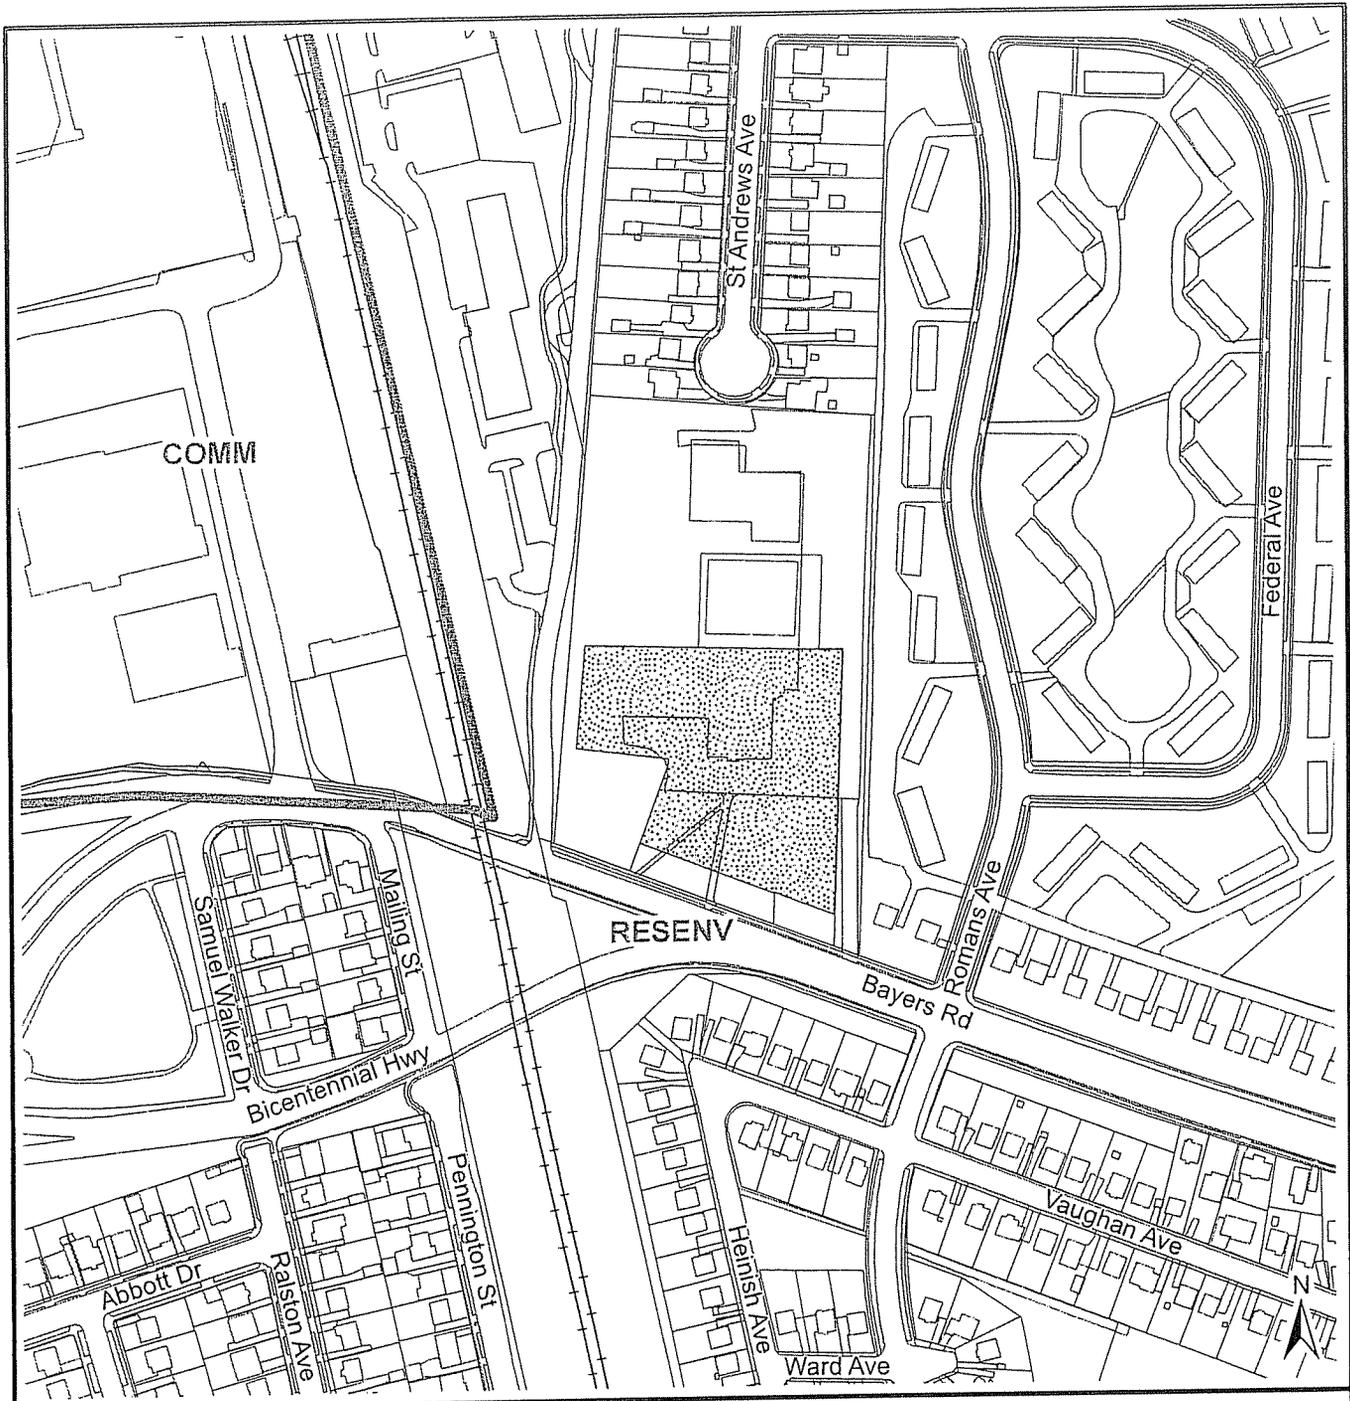 St Andrews Ave
COMM
Federal Ave
Samuel Walker Dr
Mailing St
RESENV
Romans Ave
Bayers Rd
Bicentennial Hwy
Pennington St
Heinish Ave
Vaughan Ave
Abbott Dr
Ralston Ave
Ward Ave
N